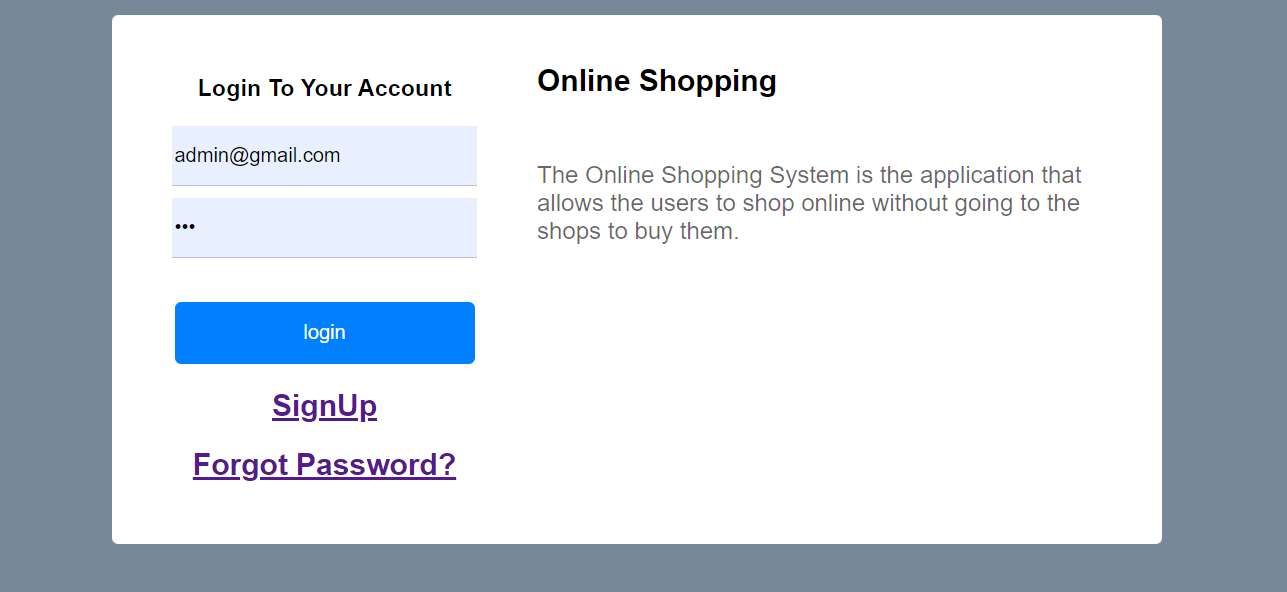 Login To Your Account
admin@gmail.com
•••
login
SignUp
Forgot Password?
Online Shopping
The Online Shopping System is the application that
allows the users to shop online without going to the
shops to buy them.